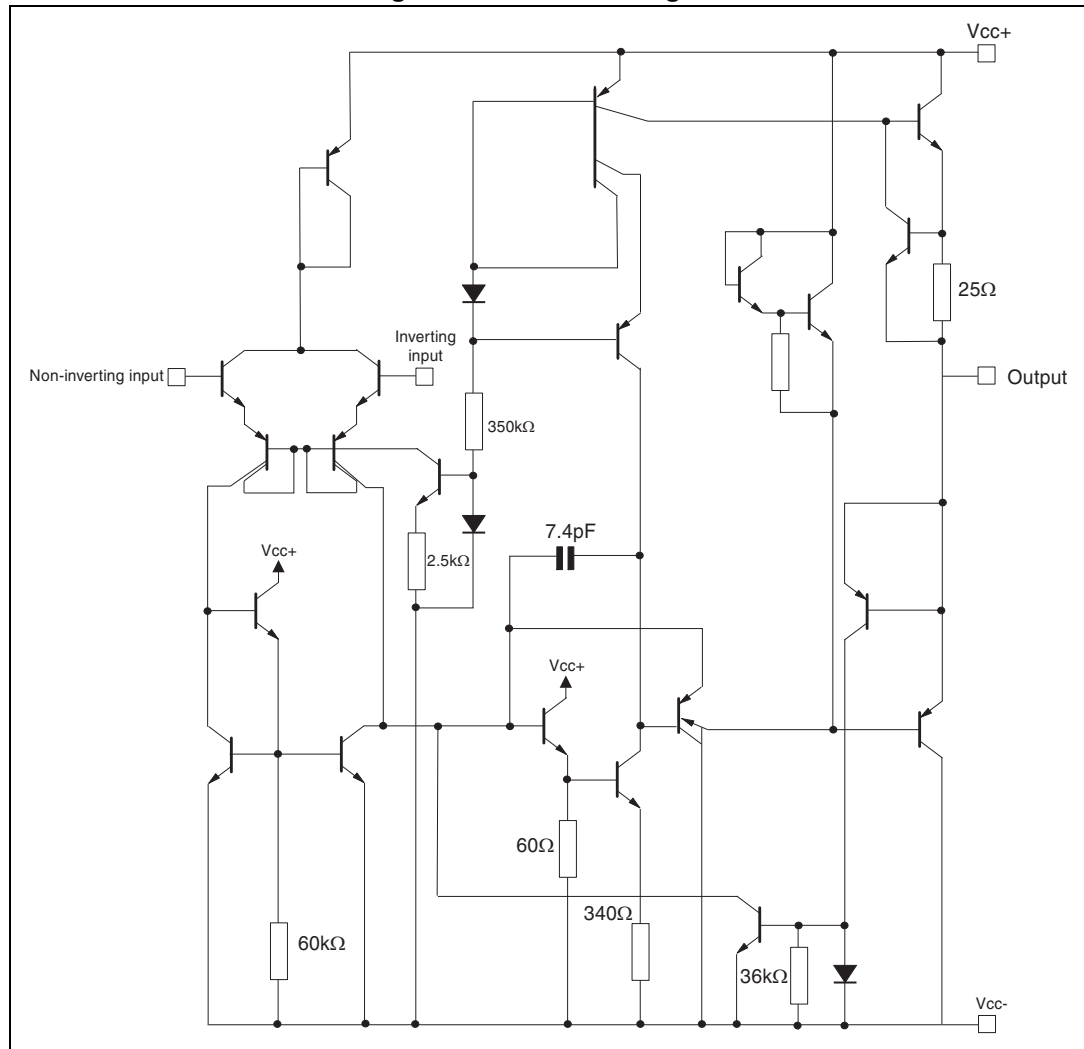 Vcc+
Inverting
input
Non-inverting input
25Ω
Output
350kΩ
7.4pF
2.5kΩ
Vcc+
Vcc+
60Ω
340Ω
60kΩ
36kΩ
Vcc-